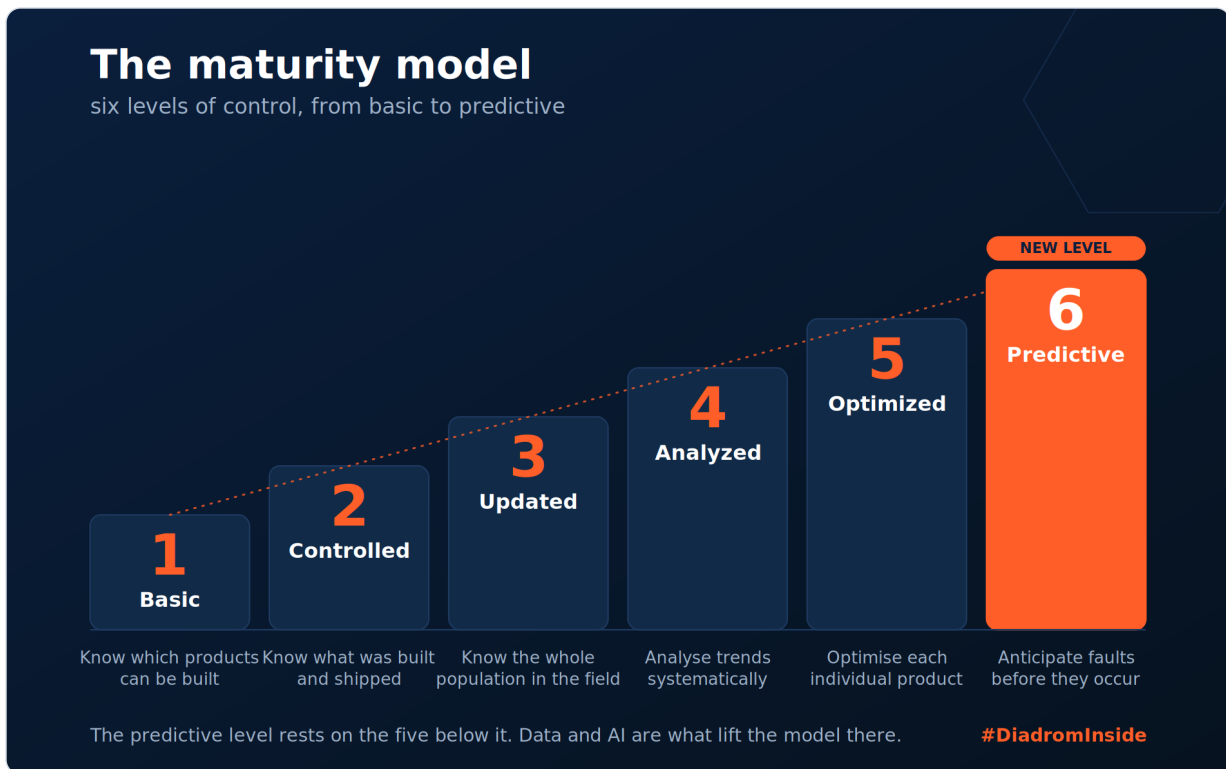 The maturity model
six levels of control, from basic to predictive
NEW LEVEL
1
Basic
2
Controlled
3
Updated
4
Analyzed
5
Optimized
6
Predictive
Know which products
can be built
Know what was built
and shipped
Know the whole
population in the field
Analyse trends
systematically
Optimise each
individual product
Anticipate faults
before they occur
The predictive level rests on the five below it. Data and AI are what lift the model there.
#DiadromInside